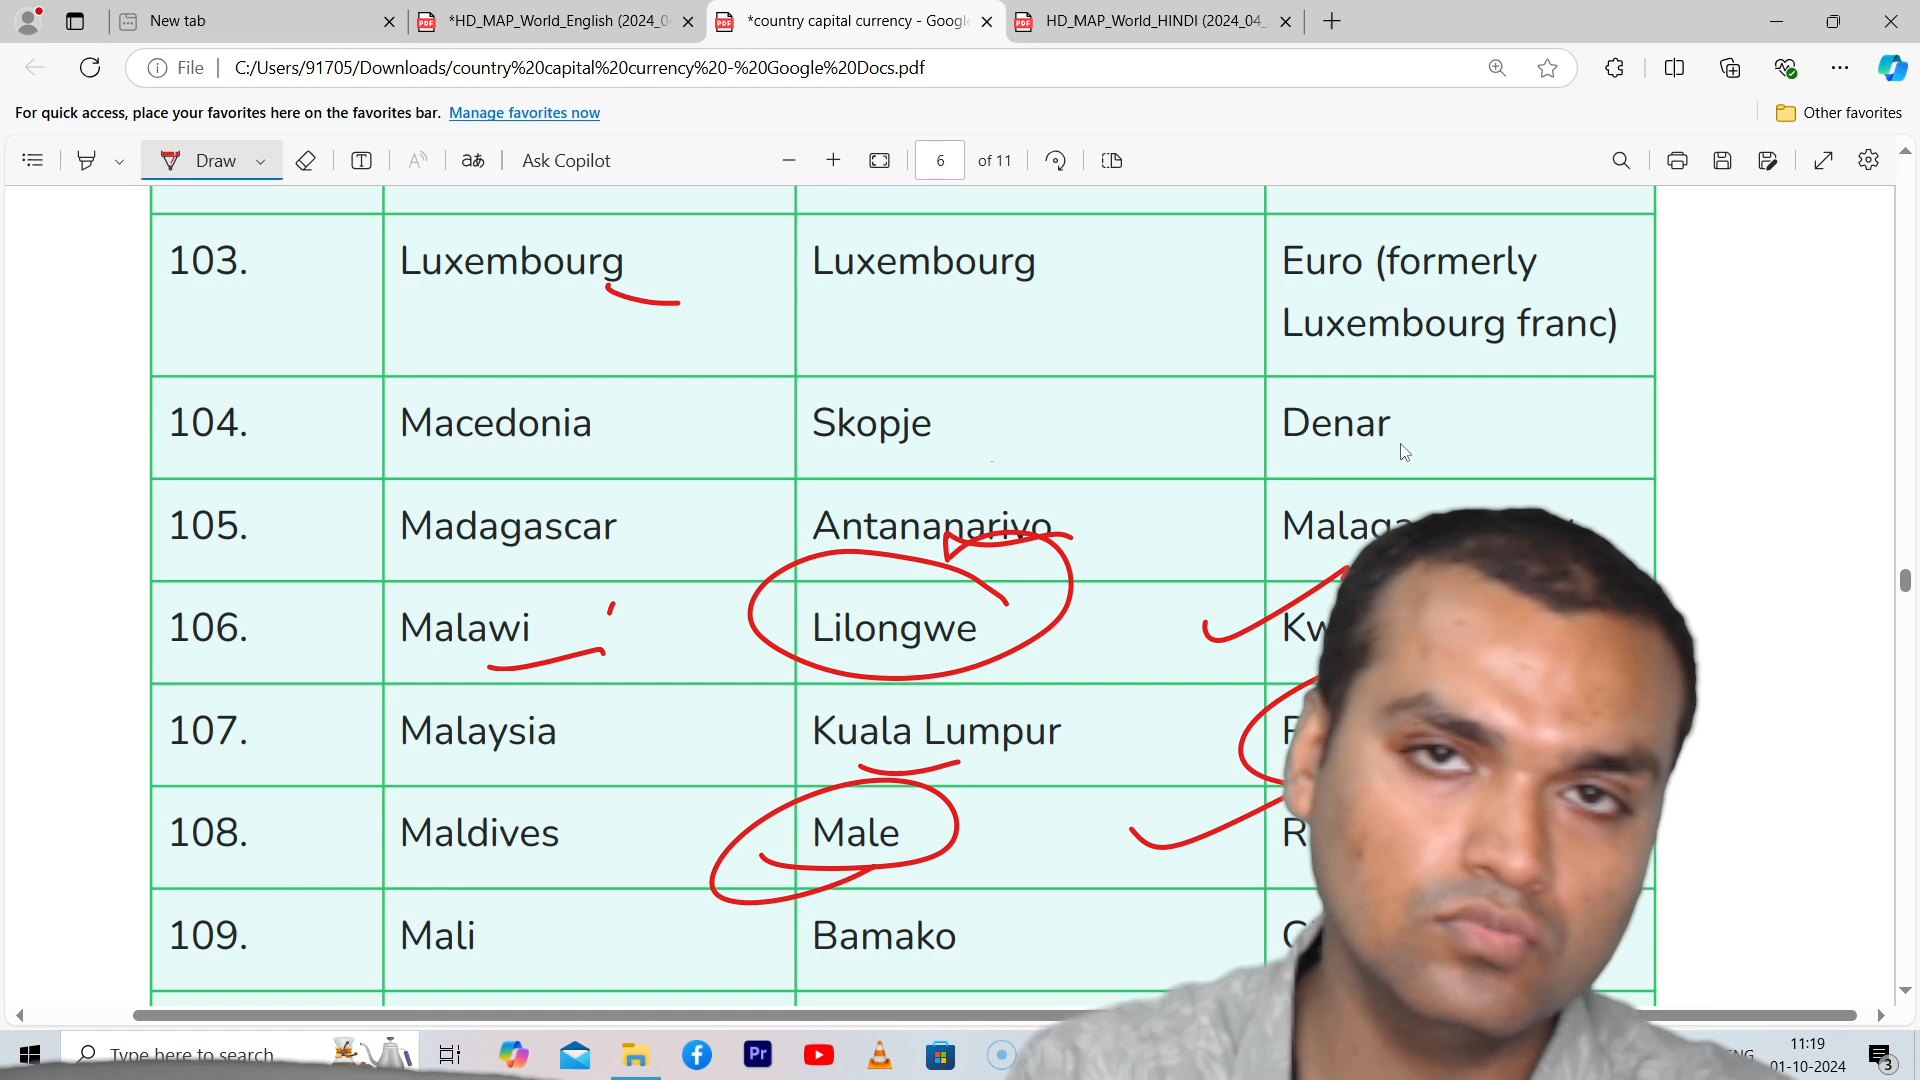 New tab
*HD_MAP_World_English (2024_0
*country capital currency - Googl
HD_MAP_World_HINDI (2024_04_
File
C:/Users/91705/Downloads/country%20capital%20currency%20-%20Google%20Docs.pdf
For quick access, place your favorites here on the favorites bar. Manage favorites now
Other favorites
Draw
Ask Copilot
6 of 11
103. Luxembourg Luxembourg Euro (formerly
Luxembourg franc)
104. Macedonia Skopje Denar
105. Madagascar Antananarivo
106. Malawi Lilongwe
107. Malaysia Kuala Lumpur
108. Maldives Male
109. Mali Bamako
Type here to search
Pr
11:19
01-10-2024
3